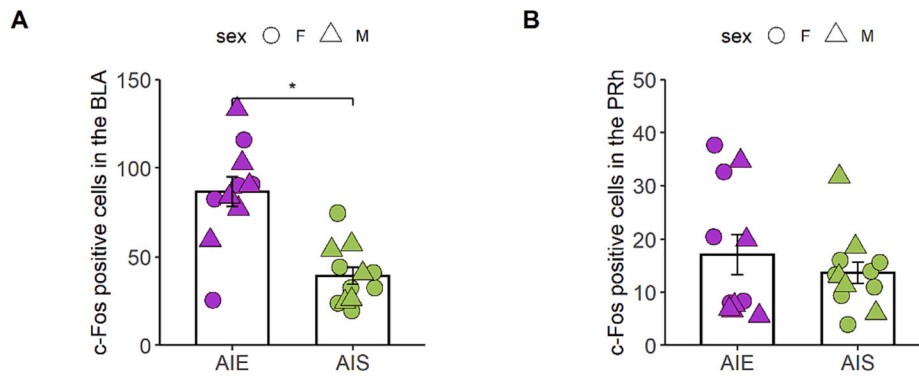 A
sex F M
c-Fos positive cells in the BLA
150
100
50
0
*
AIE AIS
B
sex F M
c-Fos positive cells in the PRh
50
40
30
20
10
0
AIE AIS